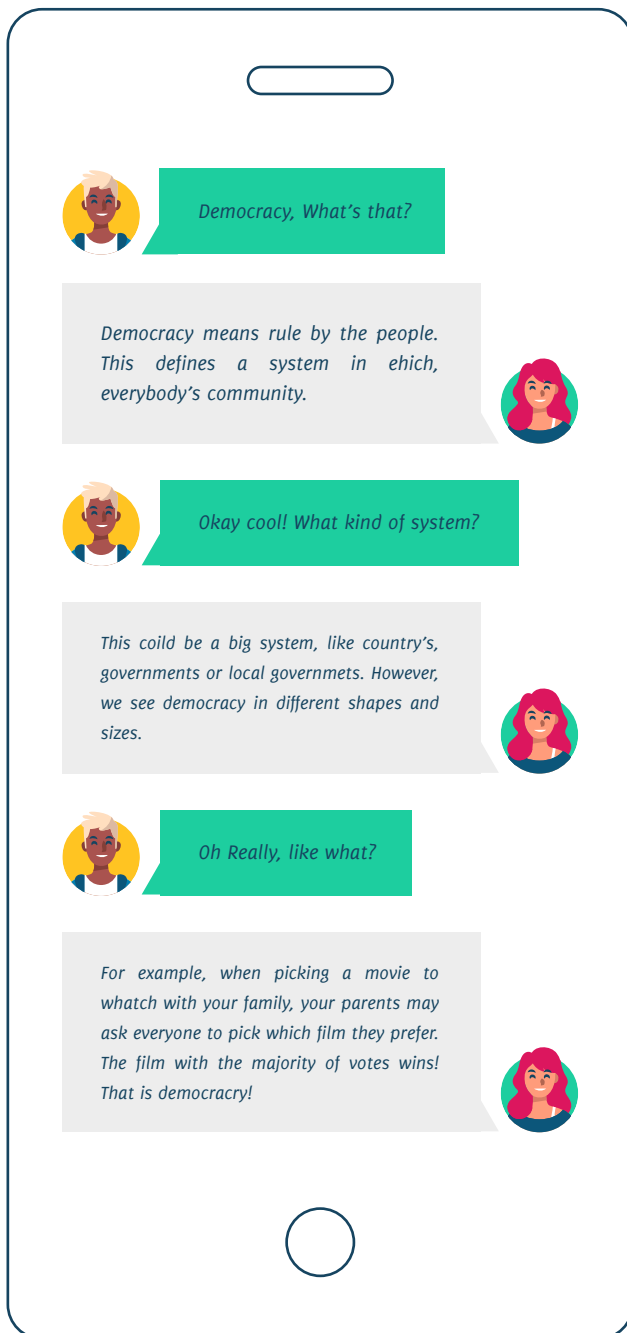 Democracy, What's that?
Democracy means rule by the people.
This defines a system in ehich,
everybody's community.
Okay cool! What kind of system?
This coild be a big system, like country's,
governments or local governmets. However,
we see democracy in different shapes and
sizes.
Oh Really, like what?
For example, when picking a movie to
whatch with your family, your parents may
ask everyone to pick which film they prefer.
The film with the majority of votes wins!
That is democracry!